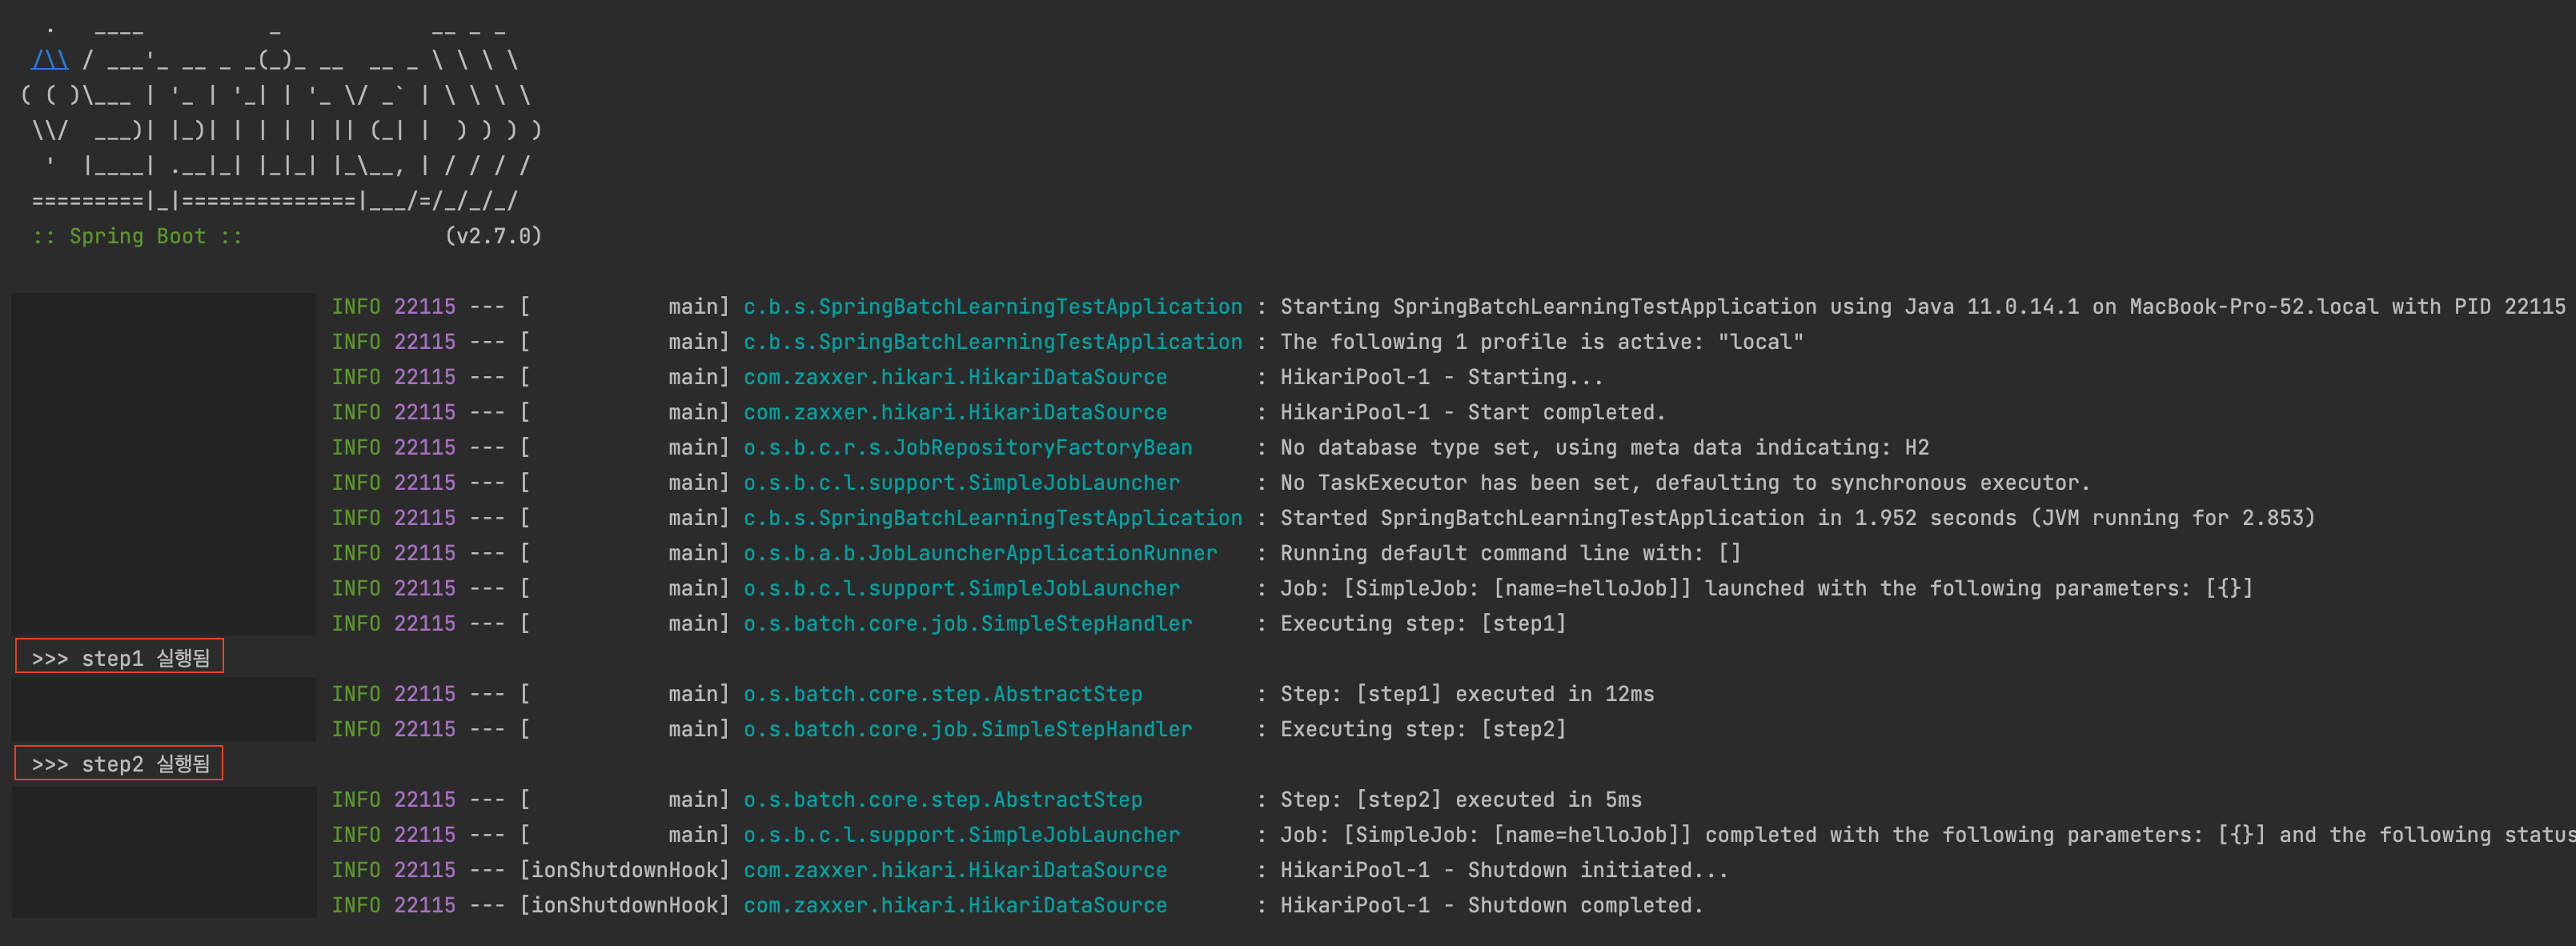 .   ____          _            __ _ _
 /\\ / ___'_ __ _ _(_)_ __  __ _ \ \ \ \
( ( )\___ | '_ | '_| | '_ \/ _` | \ \ \ \
 \\/  ___)| |_)| | | | | || (_| |  ) ) ) )
  '  |____| .__|_| |_|_| |_\__, | / / / /
 =========|_|==============|___/=/_/_/_/
 :: Spring Boot ::                (v2.7.0)
INFO 22115 --- [           main] c.b.s.SpringBatchLearningTestApplication : Starting SpringBatchLearningTestApplication using Java 11.0.14.1 on MacBook-Pro-52.local with PID 22115
INFO 22115 --- [           main] c.b.s.SpringBatchLearningTestApplication : The following 1 profile is active: "local"
INFO 22115 --- [           main] com.zaxxer.hikari.HikariDataSource       : HikariPool-1 - Starting...
INFO 22115 --- [           main] com.zaxxer.hikari.HikariDataSource       : HikariPool-1 - Start completed.
INFO 22115 --- [           main] o.s.b.c.r.s.JobRepositoryFactoryBean     : No database type set, using meta data indicating: H2
INFO 22115 --- [           main] o.s.b.c.l.support.SimpleJobLauncher      : No TaskExecutor has been set, defaulting to synchronous executor.
INFO 22115 --- [           main] c.b.s.SpringBatchLearningTestApplication : Started SpringBatchLearningTestApplication in 1.952 seconds (JVM running for 2.853)
INFO 22115 --- [           main] o.s.b.a.b.JobLauncherApplicationRunner   : Running default command line with: []
INFO 22115 --- [           main] o.s.b.c.l.support.SimpleJobLauncher      : Job: [SimpleJob: [name=helloJob]] launched with the following parameters: [{}]
INFO 22115 --- [           main] o.s.batch.core.job.SimpleStepHandler     : Executing step: [step1]
>>> step1 실행됨
INFO 22115 --- [           main] o.s.batch.core.step.AbstractStep         : Step: [step1] executed in 12ms
INFO 22115 --- [           main] o.s.batch.core.job.SimpleStepHandler     : Executing step: [step2]
>>> step2 실행됨
INFO 22115 --- [           main] o.s.batch.core.step.AbstractStep         : Step: [step2] executed in 5ms
INFO 22115 --- [           main] o.s.b.c.l.support.SimpleJobLauncher      : Job: [SimpleJob: [name=helloJob]] completed with the following parameters: [{}] and the following status
INFO 22115 --- [ionShutdownHook] com.zaxxer.hikari.HikariDataSource       : HikariPool-1 - Shutdown initiated...
INFO 22115 --- [ionShutdownHook] com.zaxxer.hikari.HikariDataSource       : HikariPool-1 - Shutdown completed.